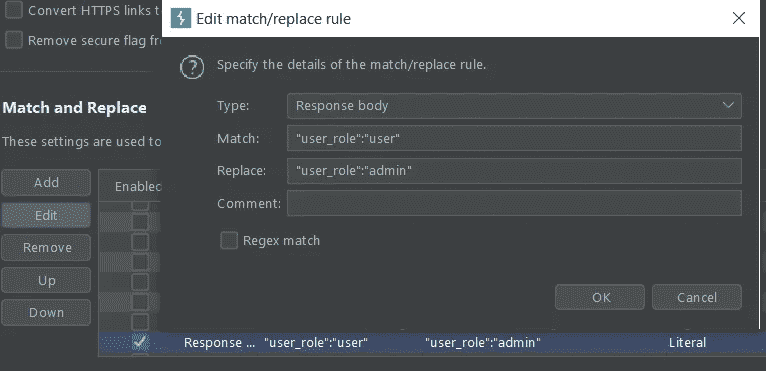 Convert HTTPS links t
Remove secure flag fr
Edit match/replace rule
Specify the details of the match/replace rule.
Type: Response body
Match: "user_role":"user"
Replace: "user_role":"admin"
Comment:
Regex match
OK Cancel
Match and Replace
These settings are used to
Add
Edit
Remove
Up
Down
Enabled
Response ... "user_role":"user" "user_role":"admin" Literal